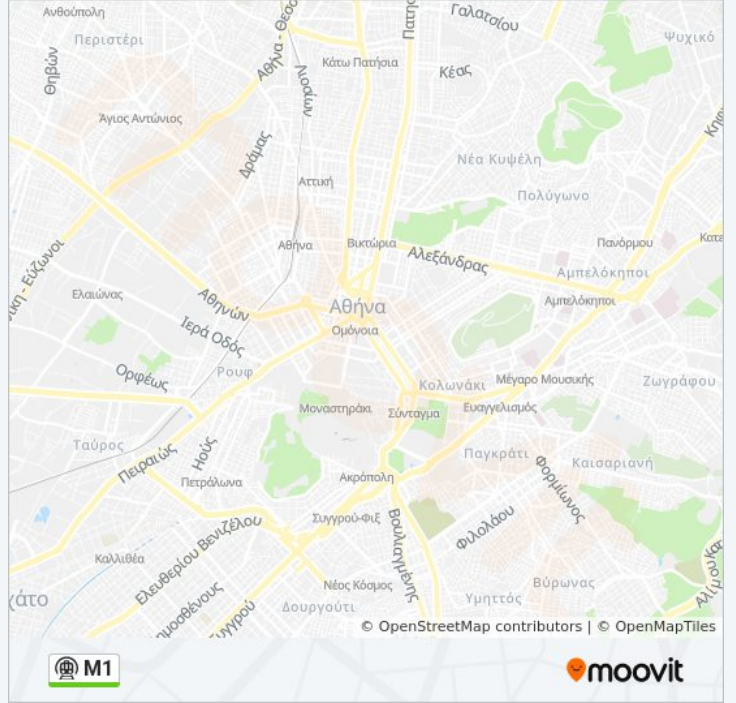 Ανθούπολη
Γαλατσίου
Περιστέρι
Ψυχικό
Θηβών
Κάτω Πατήσια
Κέας
Λιοσίων
Άγιος Αντώνιος
Δράμας
Νέα Κυψέλη
Αττική
Πολύγωνο
Αθήνα
Βικτώρια
Πανόρμου
Αλεξάνδρας
Αμπελόκηποι
Ελαιώνας
Αθηνών
Αθήνα
Αμπελόκηποι
Ιερά Οδός
Ομόνοια
Ορφέως
Ρουφ
Κολωνάκι
Μέγαρο Μουσικής
Ζωγράφου
Μοναστηράκι
Σύνταγμα
Ευαγγελισμός
Ταύρος
Πειραιώς
Ηούς
Παγκράτι
Καισαριανή
Πετράλωνα
Ακρόπολη
Φορμίωνος
Συγγρού-Φιξ
Βουλιαγμένης
Φιλολάου
Καλλιθέα
Ελευθερίου Βενιζέλου
Νέος Κόσμος
Βύρωνας
Υμηττός
Δουργούτι
© OpenStreetMap contributors | © OpenMapTiles
M1
moovit